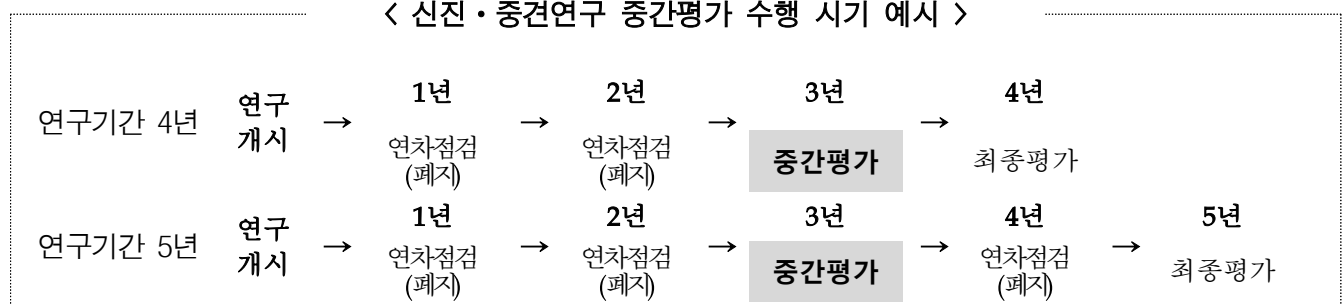 < 신진・중견연구 중간평가 수행 시기 예시 >
연구기간 4년 연구 개시 → 1년 연차점검 (폐지) → 2년 연차점검 (폐지) → 3년 중간평가 → 4년 최종평가
연구기간 5년 연구 개시 → 1년 연차점검 (폐지) → 2년 연차점검 (폐지) → 3년 중간평가 → 4년 연차점검 (폐지) → 5년 최종평가